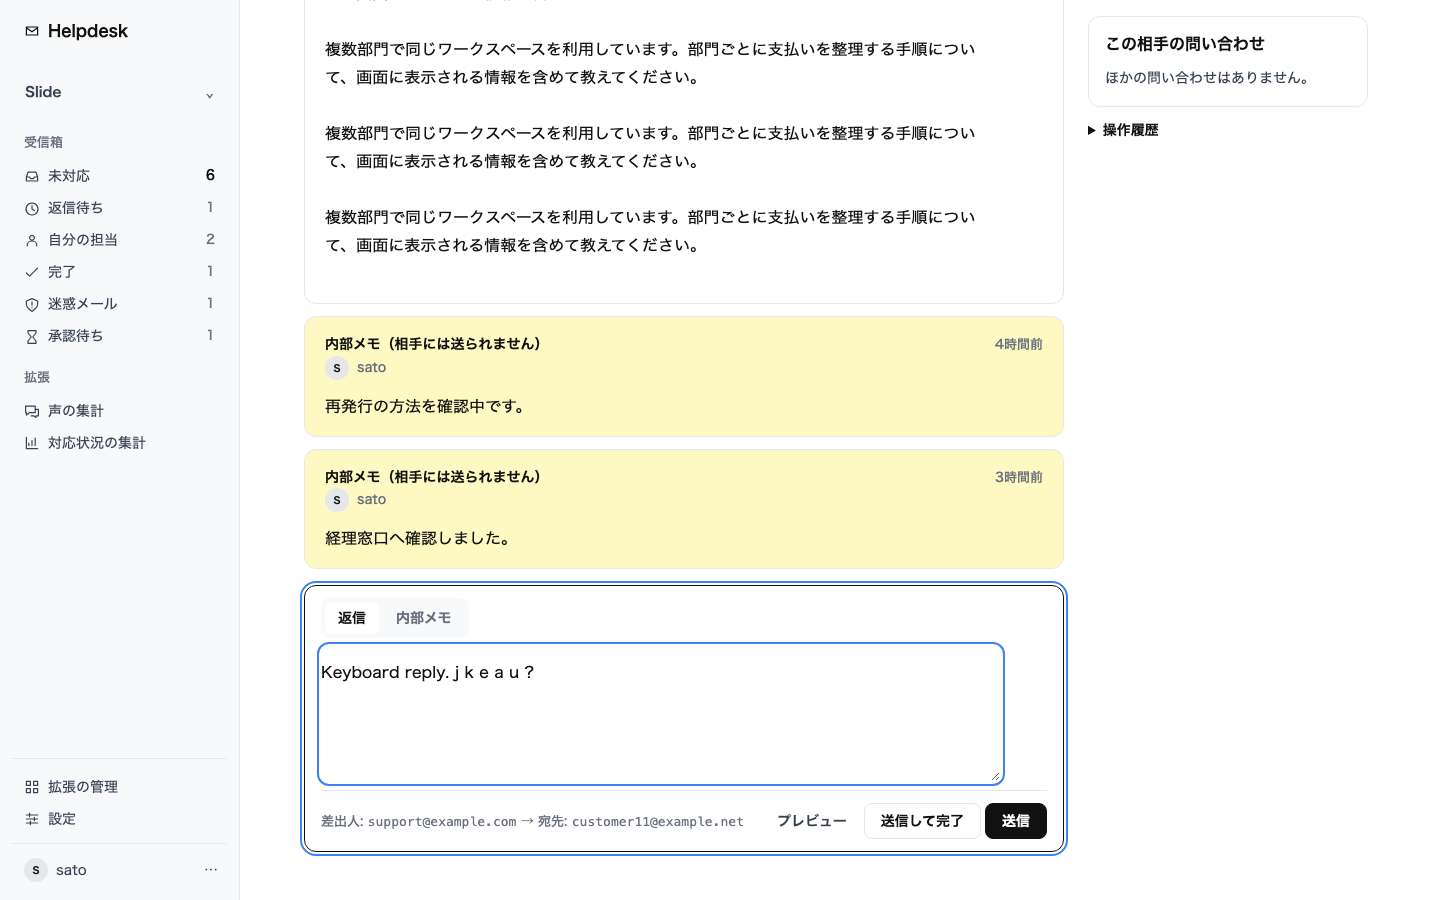 Helpdesk
Slide
受信箱
未対応 6
返信待ち 1
自分の担当 2
完了 1
迷惑メール 1
承認待ち 1
拡張
声の集計
対応状況の集計
拡張の管理
設定
S sato
複数部門で同じワークスペースを利用しています。部門ごとに支払いを整理する手順につい
て、画面に表示される情報を含めて教えてください。
複数部門で同じワークスペースを利用しています。部門ごとに支払いを整理する手順につい
て、画面に表示される情報を含めて教えてください。
複数部門で同じワークスペースを利用しています。部門ごとに支払いを整理する手順につい
て、画面に表示される情報を含めて教えてください。
内部メモ（相手には送られません） 4時間前
S sato
再発行の方法を確認中です。
内部メモ（相手には送られません） 3時間前
S sato
経理窓口へ確認しました。
返信 内部メモ
Keyboard reply. j k e a u ?
差出人: support@example.com → 宛先: customer11@example.net プレビュー 送信して完了 送信
この相手の問い合わせ
ほかの問い合わせはありません。
▶ 操作履歴